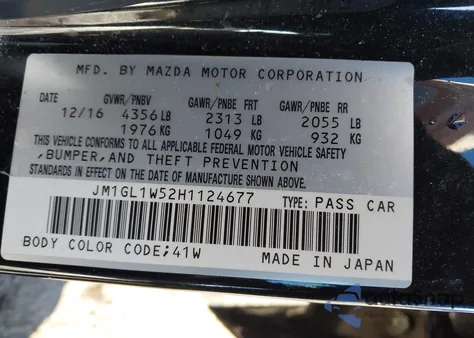 MFD. BY MAZDA MOTOR CORPORATION
DATE GVWR/PNBV GAWR/PNBE FRT GAWR/PNBE RR
12/16 4356 LB 2313 LB 2055 LB
1976 KG 1049 KG 932 KG
THIS VEHICLE CONFORMS TO ALL APPLICABLE FEDERAL MOTOR VEHICLE
,BUMPER,AND THEFT PREVENTION
STANDARDS IN EFFECT ON THE DATE OF MANUFACTURE SHOWN ABOVE.
JM1GL1W52H1124677 TYPE: PASS CAR
BODY COLOR CODE;41W MADE IN JAPAN